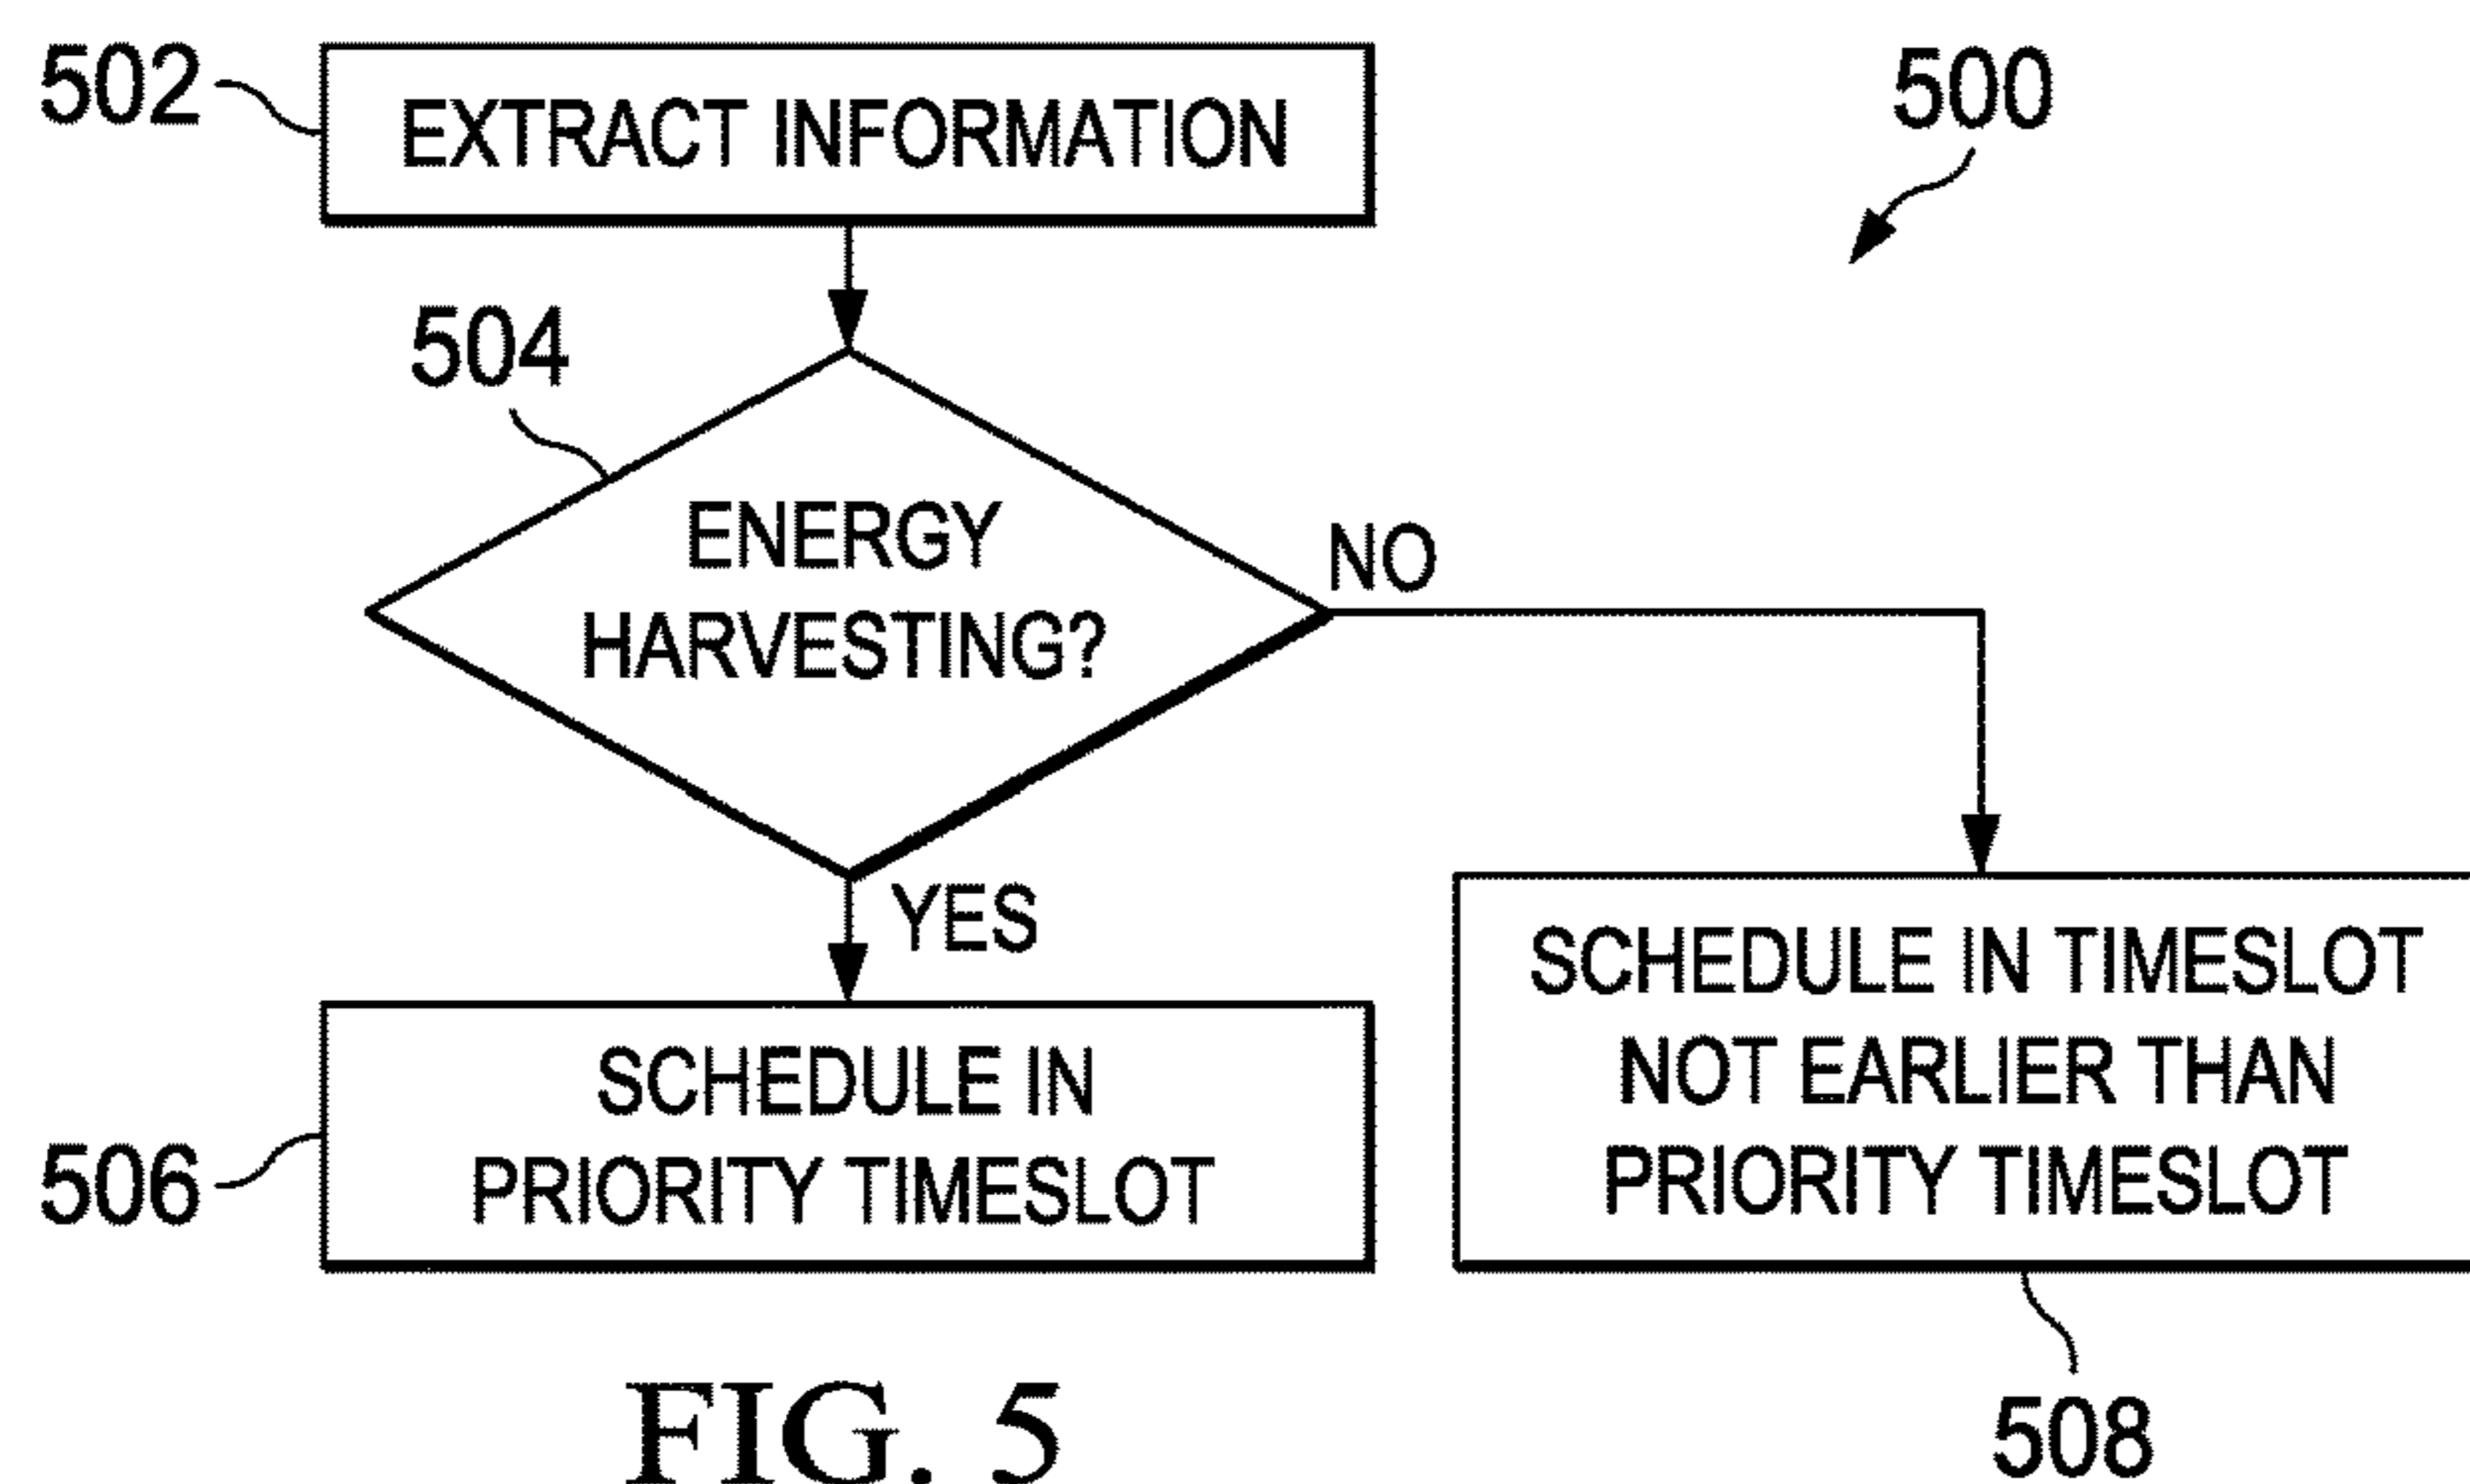 502
EXTRACT INFORMATION
500
504
ENERGY
HARVESTING?
NO
YES
SCHEDULE IN
PRIORITY TIMESLOT
506
SCHEDULE IN TIMESLOT
NOT EARLIER THAN
PRIORITY TIMESLOT
508
FIG. 5